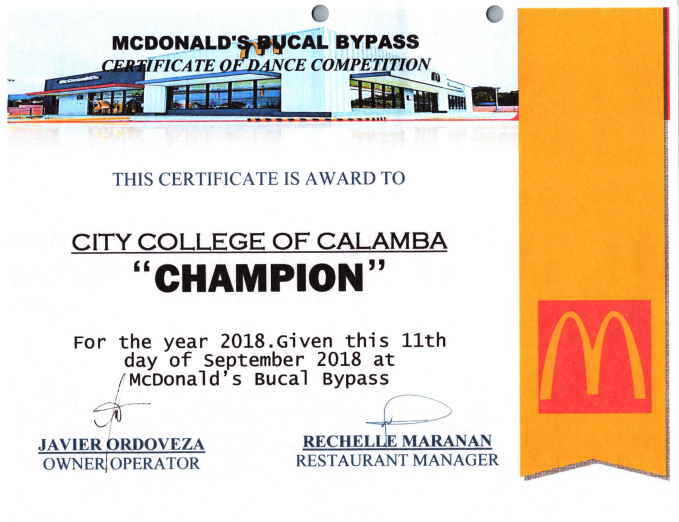 MCDONALD'S BUCAL BYPASS
CERTIFICATE OF DANCE COMPETITION
McDonald's
THIS CERTIFICATE IS AWARD TO
CITY COLLEGE OF CALAMBA
“CHAMPION”
For the year 2018.Given this 11th
day of September 2018 at
McDonald’s Bucal Bypass
JAVIER ORDOVEZA
OWNER OPERATOR
RECHELLE MARANAN
RESTAURANT MANAGER